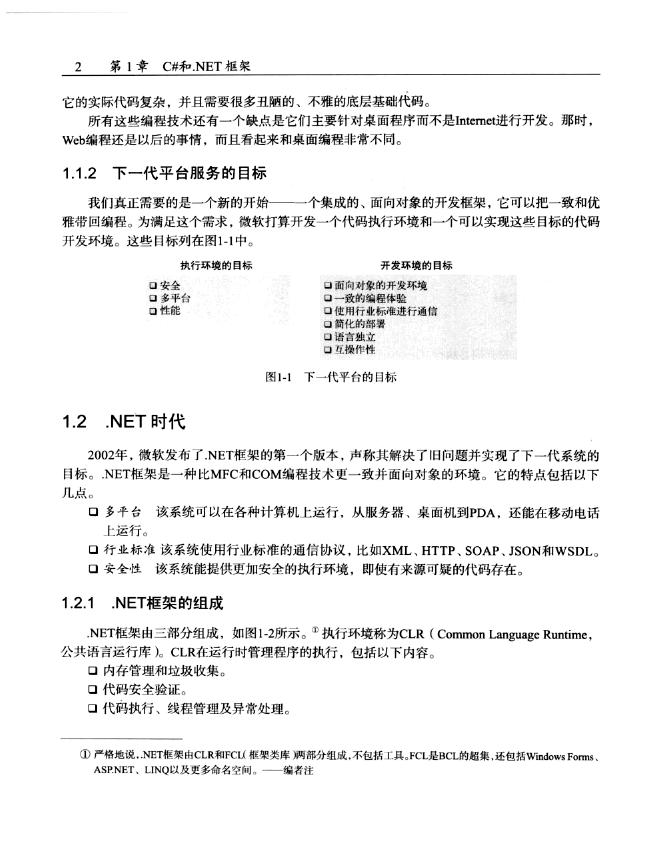 2 第1章 C#和.NET框架
它的实际代码复杂，并且需要很多丑陋的、不雅的底层基础代码。
所有这些编程技术还有一个缺点是它们主要针对桌面程序而不是Internet进行开发。那时，
Web编程还是以后的事情，而且看起来和桌面编程非常不同。
1.1.2 下一代平台服务的目标
我们真正需要的是一个新的开始——一个集成的、面向对象的开发框架，它可以把一致和优
雅带回编程。为满足这个需求，微软打算开发一个代码执行环境和一个可以实现这些目标的代码
开发环境。这些目标列在图1-1中。
执行环境的目标 开发环境的目标
□安全 □面向对象的开发环境
□多平台 □一致的编程体验
□性能 □使用行业标准进行通信
□简化的部署
□语言独立
□互操作性
图1-1 下一代平台的目标
1.2 .NET时代
2002年，微软发布了.NET框架的第一个版本，声称其解决了旧问题并实现了下一代系统的
目标。.NET框架是一种比MFC和COM编程技术更一致并面向对象的环境。它的特点包括以下
几点。
□ 多平台 该系统可以在各种计算机上运行，从服务器、桌面机到PDA，还能在移动电话
上运行。
□ 行业标准 该系统使用行业标准的通信协议，比如XML、HTTP、SOAP、JSON和WSDL。
□ 安全性 该系统能提供更加安全的执行环境，即使有来源可疑的代码存在。
1.2.1 .NET框架的组成
.NET框架由三部分组成，如图1-2所示。① 执行环境称为CLR（Common Language Runtime，
公共语言运行库）。CLR在运行时管理程序的执行，包括以下内容。
□ 内存管理和垃圾收集。
□ 代码安全验证。
□ 代码执行、线程管理及异常处理。
① 严格地说，.NET框架由CLR和FCL（框架类库）两部分组成，不包括工具。FCL是BCL的超集，还包括Windows Forms、
ASP.NET、LINQ以及更多命名空间。——编者注